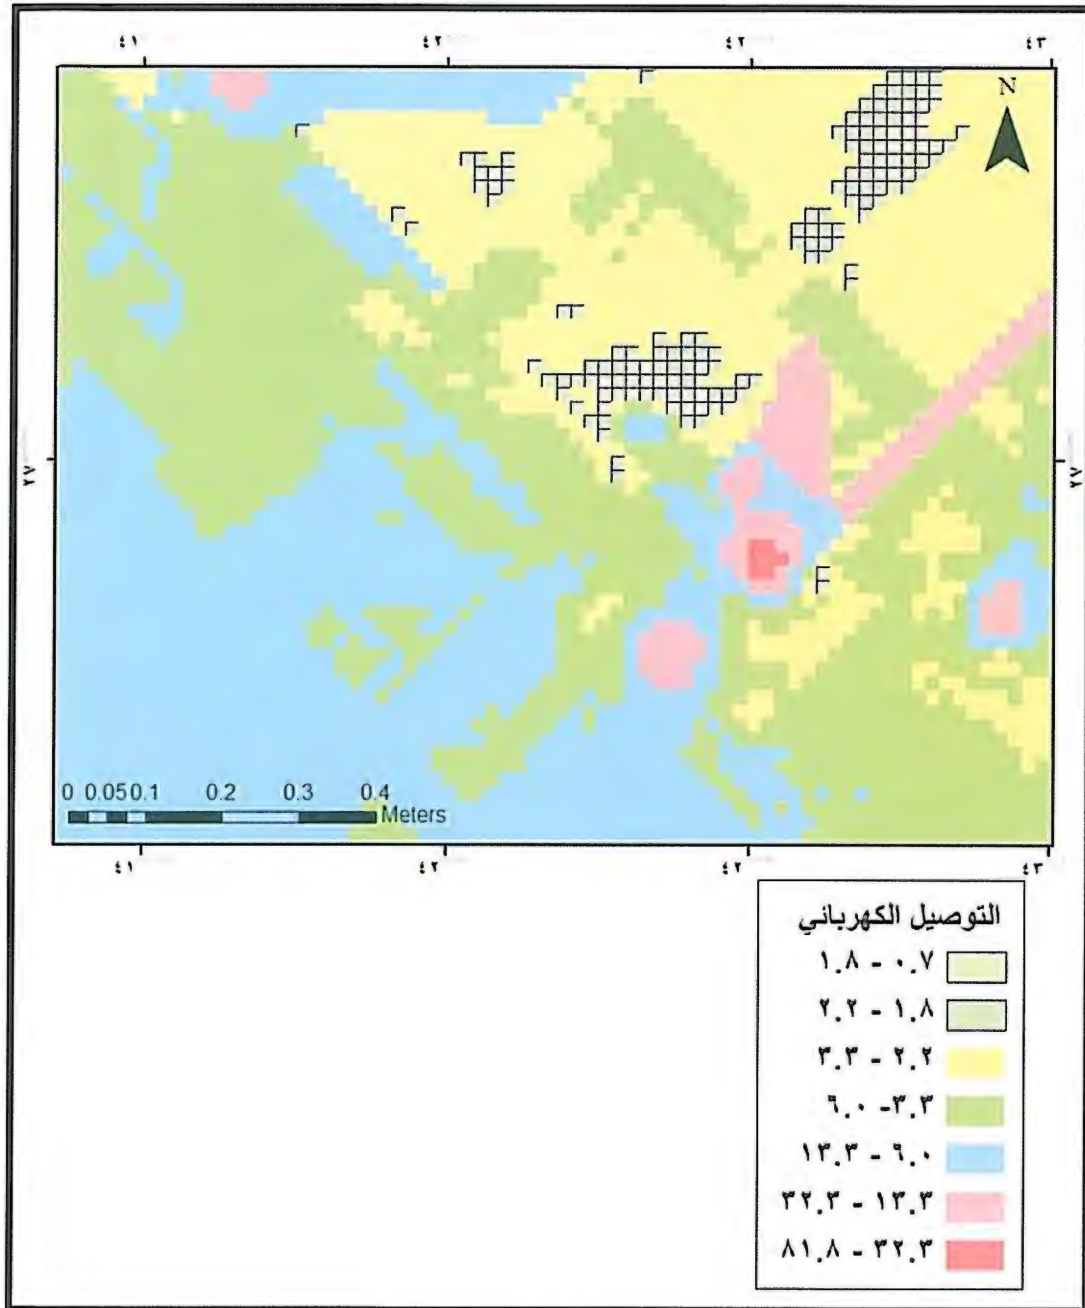 ٤١ ٤٢ ٤٢ ٤٣
N
٢٧ ٢٧
0 0.05 0.1 0.2 0.3 0.4
Meters
٤١ ٤٢ ٤٢ ٤٣
التوصيل الكهربائي
٠.٧ - ١.٨
١.٨ - ٢.٢
٢.٢ - ٣.٣
٣.٣- ٦.٠
٦.٠ - ١٣.٣
١٣.٣ - ٣٢.٣
٣٢.٣ - ٨١.٨